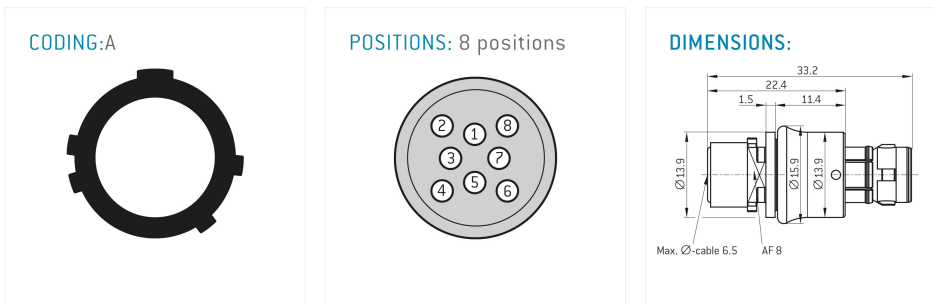 CODING:A
POSITIONS: 8 positions
2 1 8
3 7
4 5 6
DIMENSIONS:
33.2
22.4
1.5 11.4
Ø13.9
Ø15.9
Ø13.9
Max. Ø-cable 6.5 AF 8